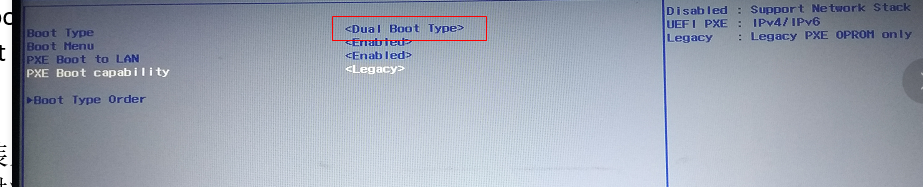 Boot Type <Dual Boot Type>
Boot Menu <Enabled>
PXE Boot to LAN <Enabled>
PXE Boot capability <Legacy>
▶Boot Type Order
Disabled : Support Network Stack
UEFI PXE : IPv4/IPv6
Legacy : Legacy PXE OPROM only